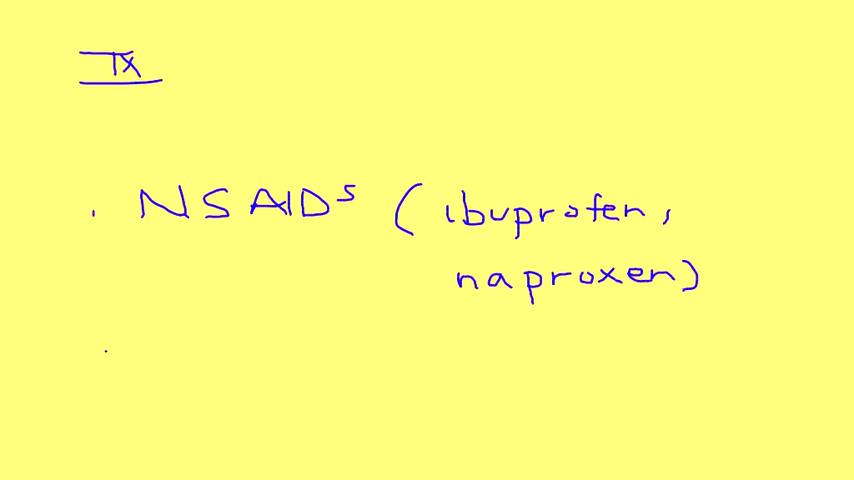 Tx
. NSAIDs (ibuprofen,
naproxen)
.